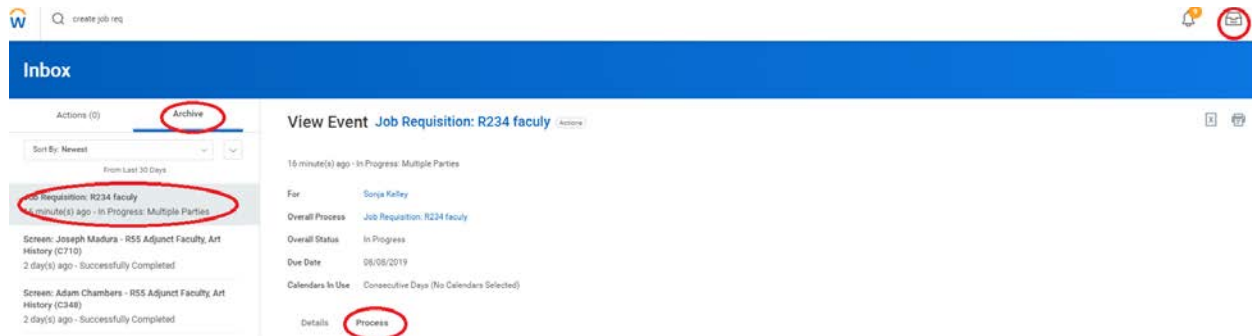 create job req
Inbox
Actions (0)
Archive
Sort By: Newest
From Last 30 Days
Job Requisition: R234 faculy
16 minute(s) ago - In Progress: Multiple Parties
Screen: Joseph Madura - R55 Adjunct Faculty, Art
History (C710)
2 day(s) ago - Successfully Completed
Screen: Adam Chambers - R55 Adjunct Faculty, Art
History (C348)
2 day(s) ago - Successfully Completed
View Event Job Requisition: R234 faculy Actions
16 minute(s) ago - In Progress: Multiple Parties
For Sonja Kelley
Overall Process Job Requisition: R234 faculy
Overall Status In Progress
Due Date 08/08/2019
Calendars In Use Consecutive Days (No Calendars Selected)
Details Process